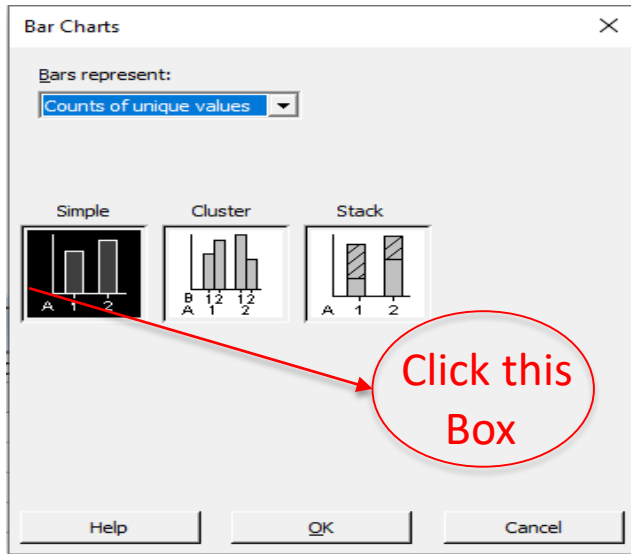 Bar Charts
Bars represent:
Counts of unique values
Simple Cluster Stack
A 1 2
B 1 2 1 2
A 1 2
A 1 2
Click this
Box
Help OK Cancel